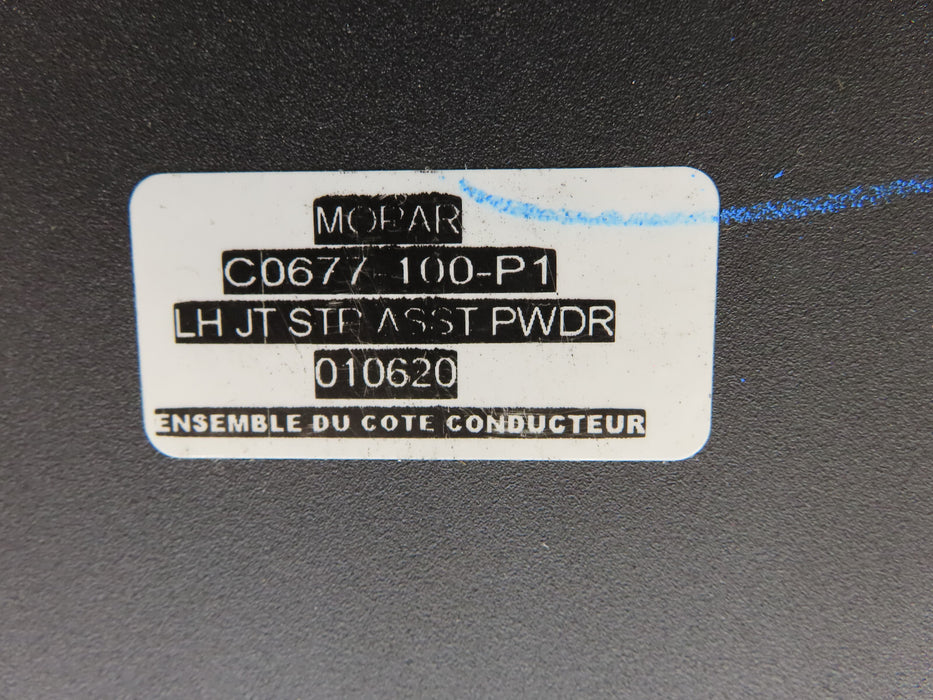 MOPAR
C0677-100-P1
LH JT STP ASST PWDR
010620
ENSEMBLE DU COTE CONDUCTEUR